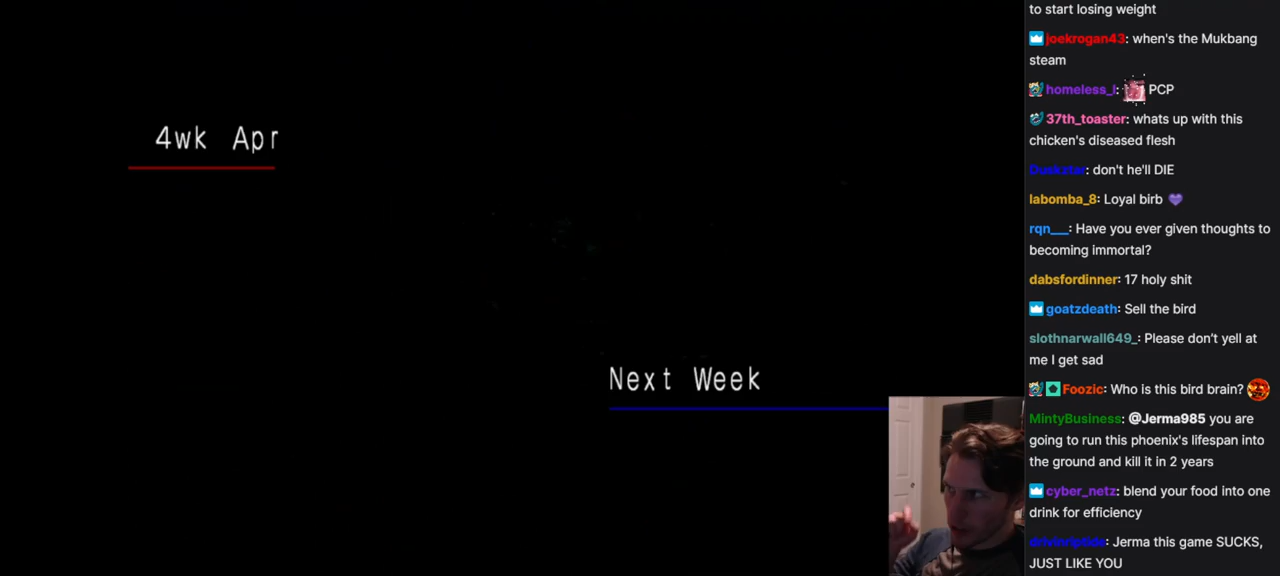 4wk Apr
Next Week
to start losing weight
joekrogan43: when's the Mukbang
steam
homeless_i: PCP
37th_toaster: whats up with this
chicken's diseased flesh
Duskztar: don't he'll DIE
labomba_8: Loyal birb 💜
rqn___: Have you ever given thoughts to
becoming immortal?
dabsfordinner: 17 holy shit
goatzdeath: Sell the bird
slothnarwall649_: Please don’t yell at
me I get sad
Foozic: Who is this bird brain?
MintyBusiness: @Jerma985 you are
going to run this phoenix's lifespan into
the ground and kill it in 2 years
cyber_netz: blend your food into one
drink for efficiency
drivinriptide: Jerma this game SUCKS,
JUST LIKE YOU